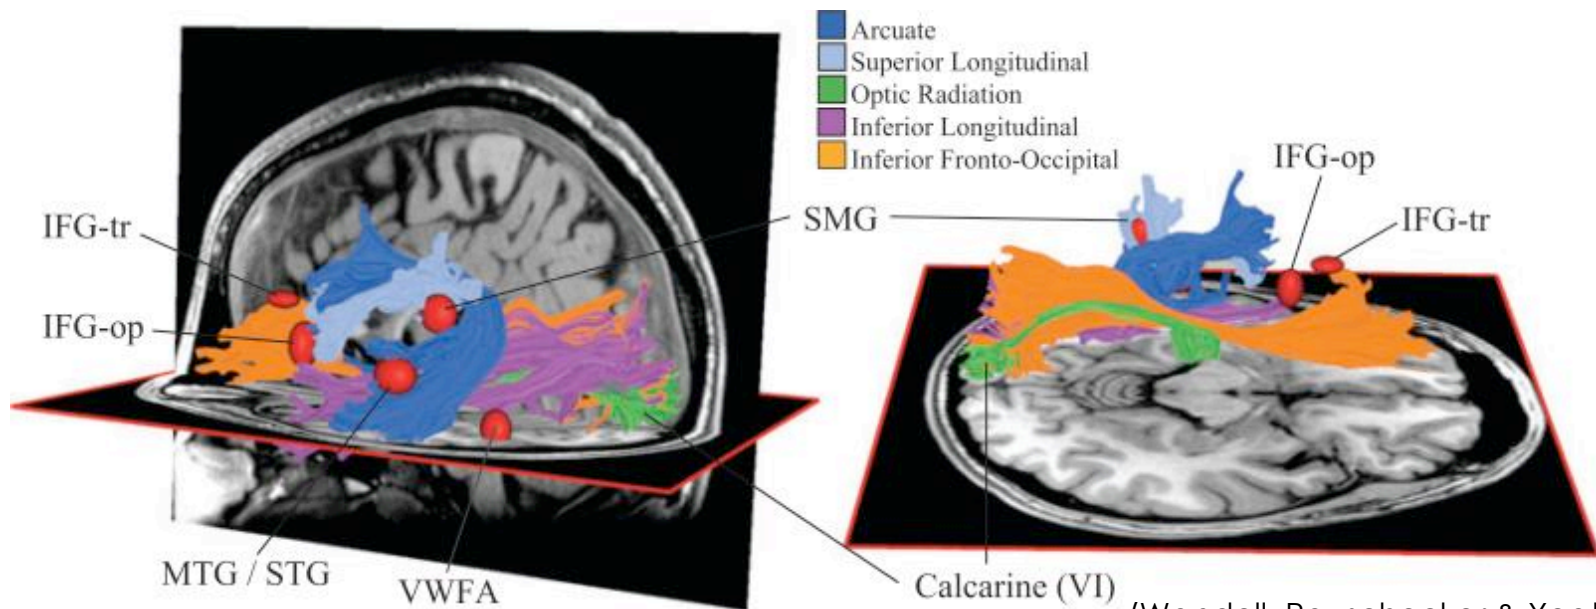 Arcuate
Superior Longitudinal
Optic Radiation
Inferior Longitudinal
Inferior Fronto-Occipital
IFG-tr
IFG-op
SMG
IFG-op
IFG-tr
MTG / STG
VWFA
Calcarine (VI)